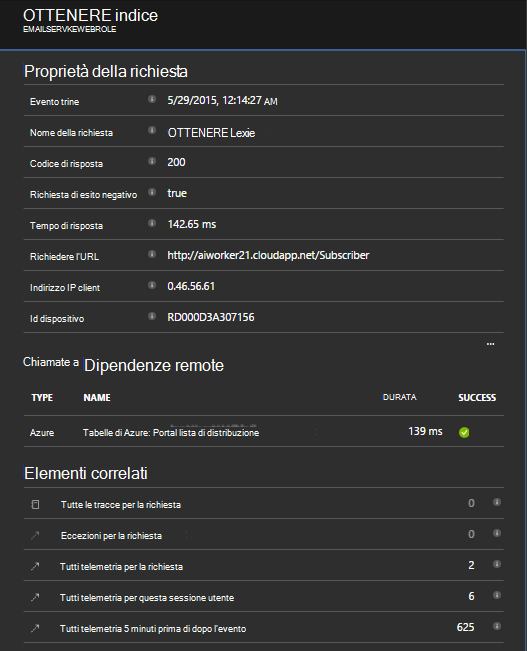 OTTENERE indice
EMAILSERVKEWEBROLE
Proprietà della richiesta
Evento trine 5/29/2015, 12:14:27 AM
Nome della richiesta OTTENERE Lexie
Codice di risposta 200
Richiesta di esito negativo true
Tempo di risposta 142.65 ms
Richiedere l'URL http://aiworker21.cloudapp.net/Subscriber
Indirizzo IP client 0.46.56.61
Id dispositivo RD000D3A307156
...
Chiamate a Dipendenze remote
TYPE NAME DURATA SUCCESS
Azure Tabelle di Azure: Portal lista di distribuzione 139 ms
Elementi correlati
Tutte le tracce per la richiesta 0
Eccezioni per la richiesta 0
Tutti telemetria per la richiesta 2
Tutti telemetria per questa sessione utente 6
Tutti telemetria 5 minuti prima di dopo l'evento 625